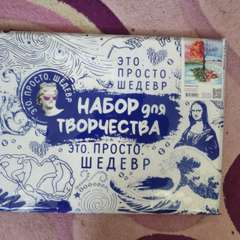 ЭТО. ПРОСТО. ШЕДЕВР
ЭТО. ПРОСТО. ШЕДЕВР
НАБОР для
ТВОРЧЕСТВА
ЭТО. ПРОСТО.
ШЕДЕВР